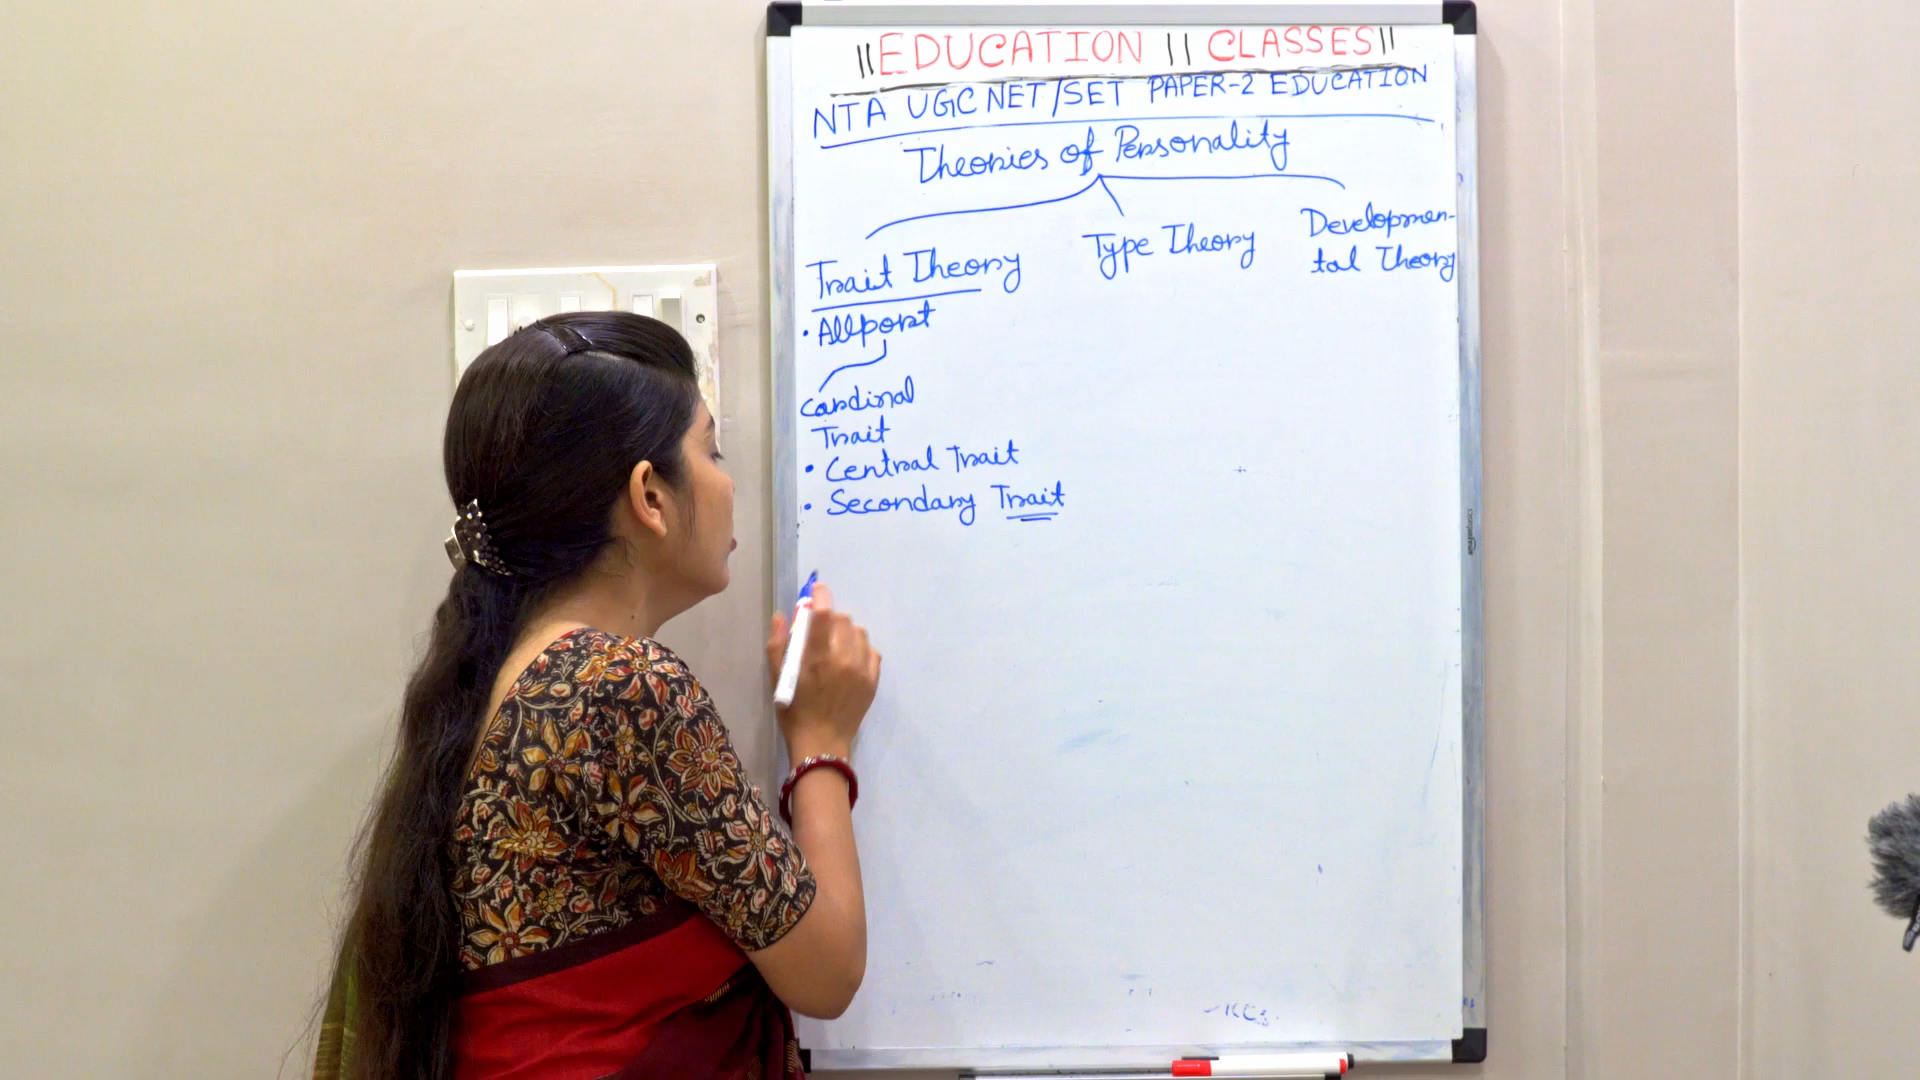 ||EDUCATION || CLASSES||
NTA UGC NET/SET PAPER-2 EDUCATION
Theories of Personality
Trait Theory
Type Theory
Developmen-
tal Theory
• Allport
Cardinal
Trait
• Central Trait
• Secondary Trait